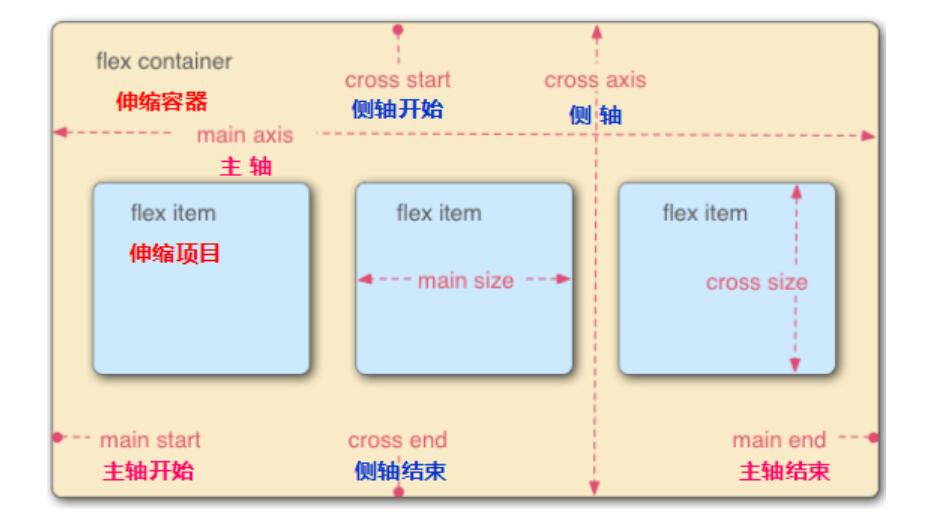 flex container
伸缩容器
cross start
侧轴开始
cross axis
侧 轴
main axis
主 轴
flex item
伸缩项目
flex item
main size
flex item
cross size
main start
主轴开始
cross end
侧轴结束
main end
主轴结束